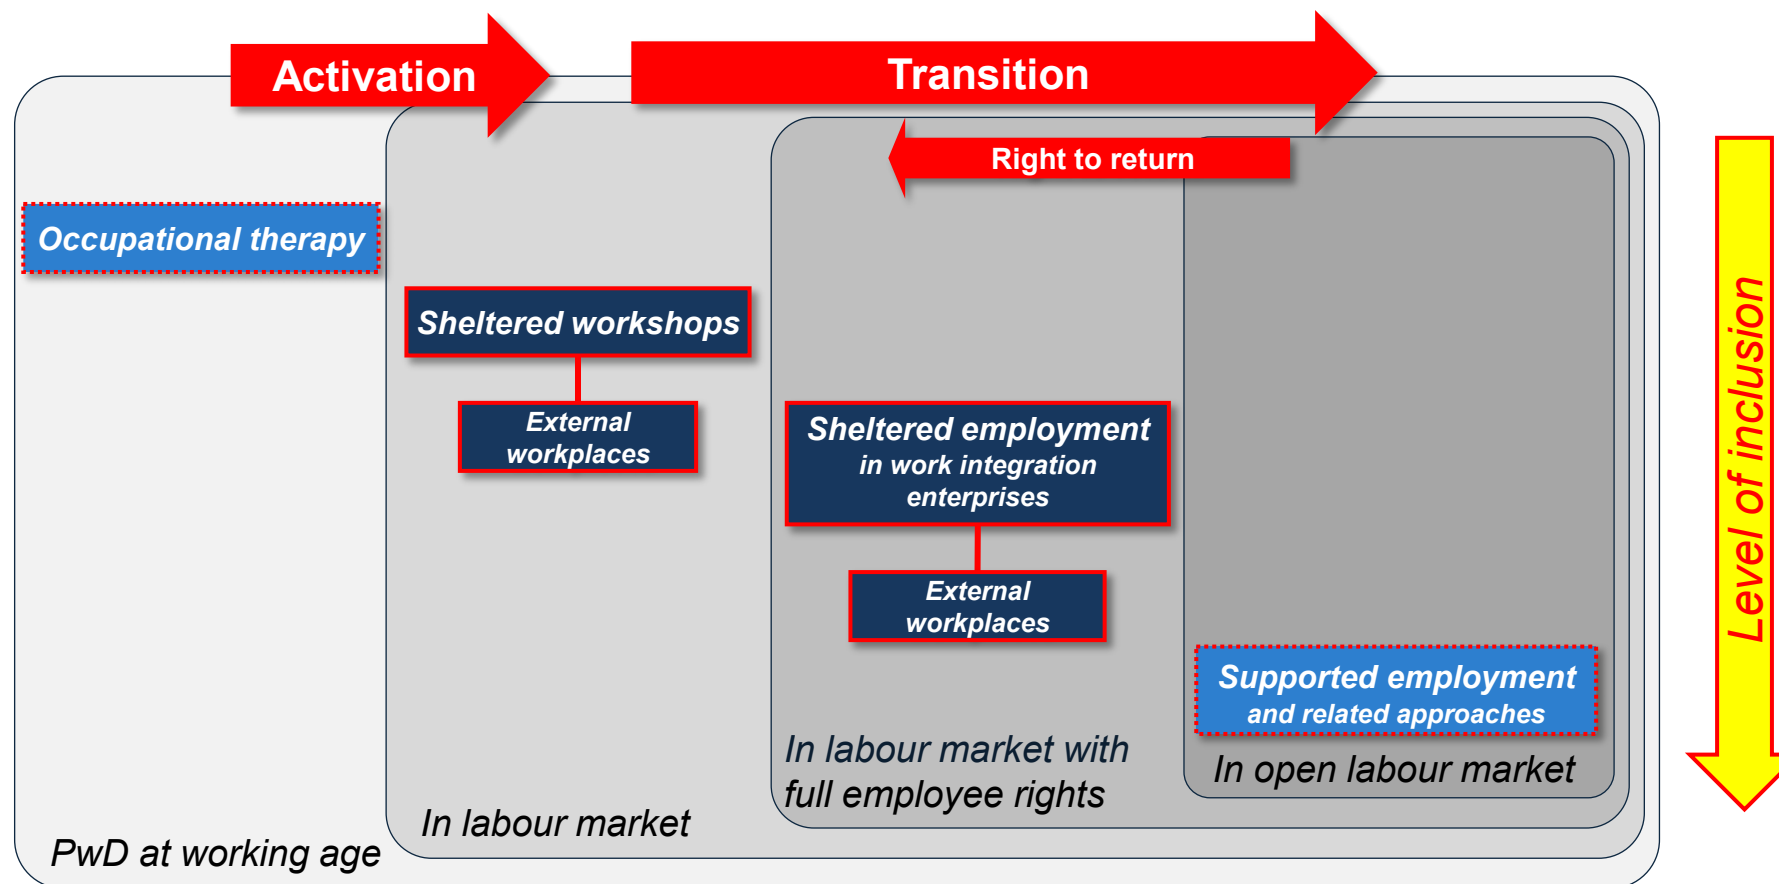 Activation
Transition
Right to return
Occupational therapy
Sheltered workshops
External
workplaces
Sheltered employment
in work integration
enterprises
External
workplaces
Supported employment
and related approaches
In open labour market
In labour market with
full employee rights
In labour market
PwD at working age
Level of inclusion